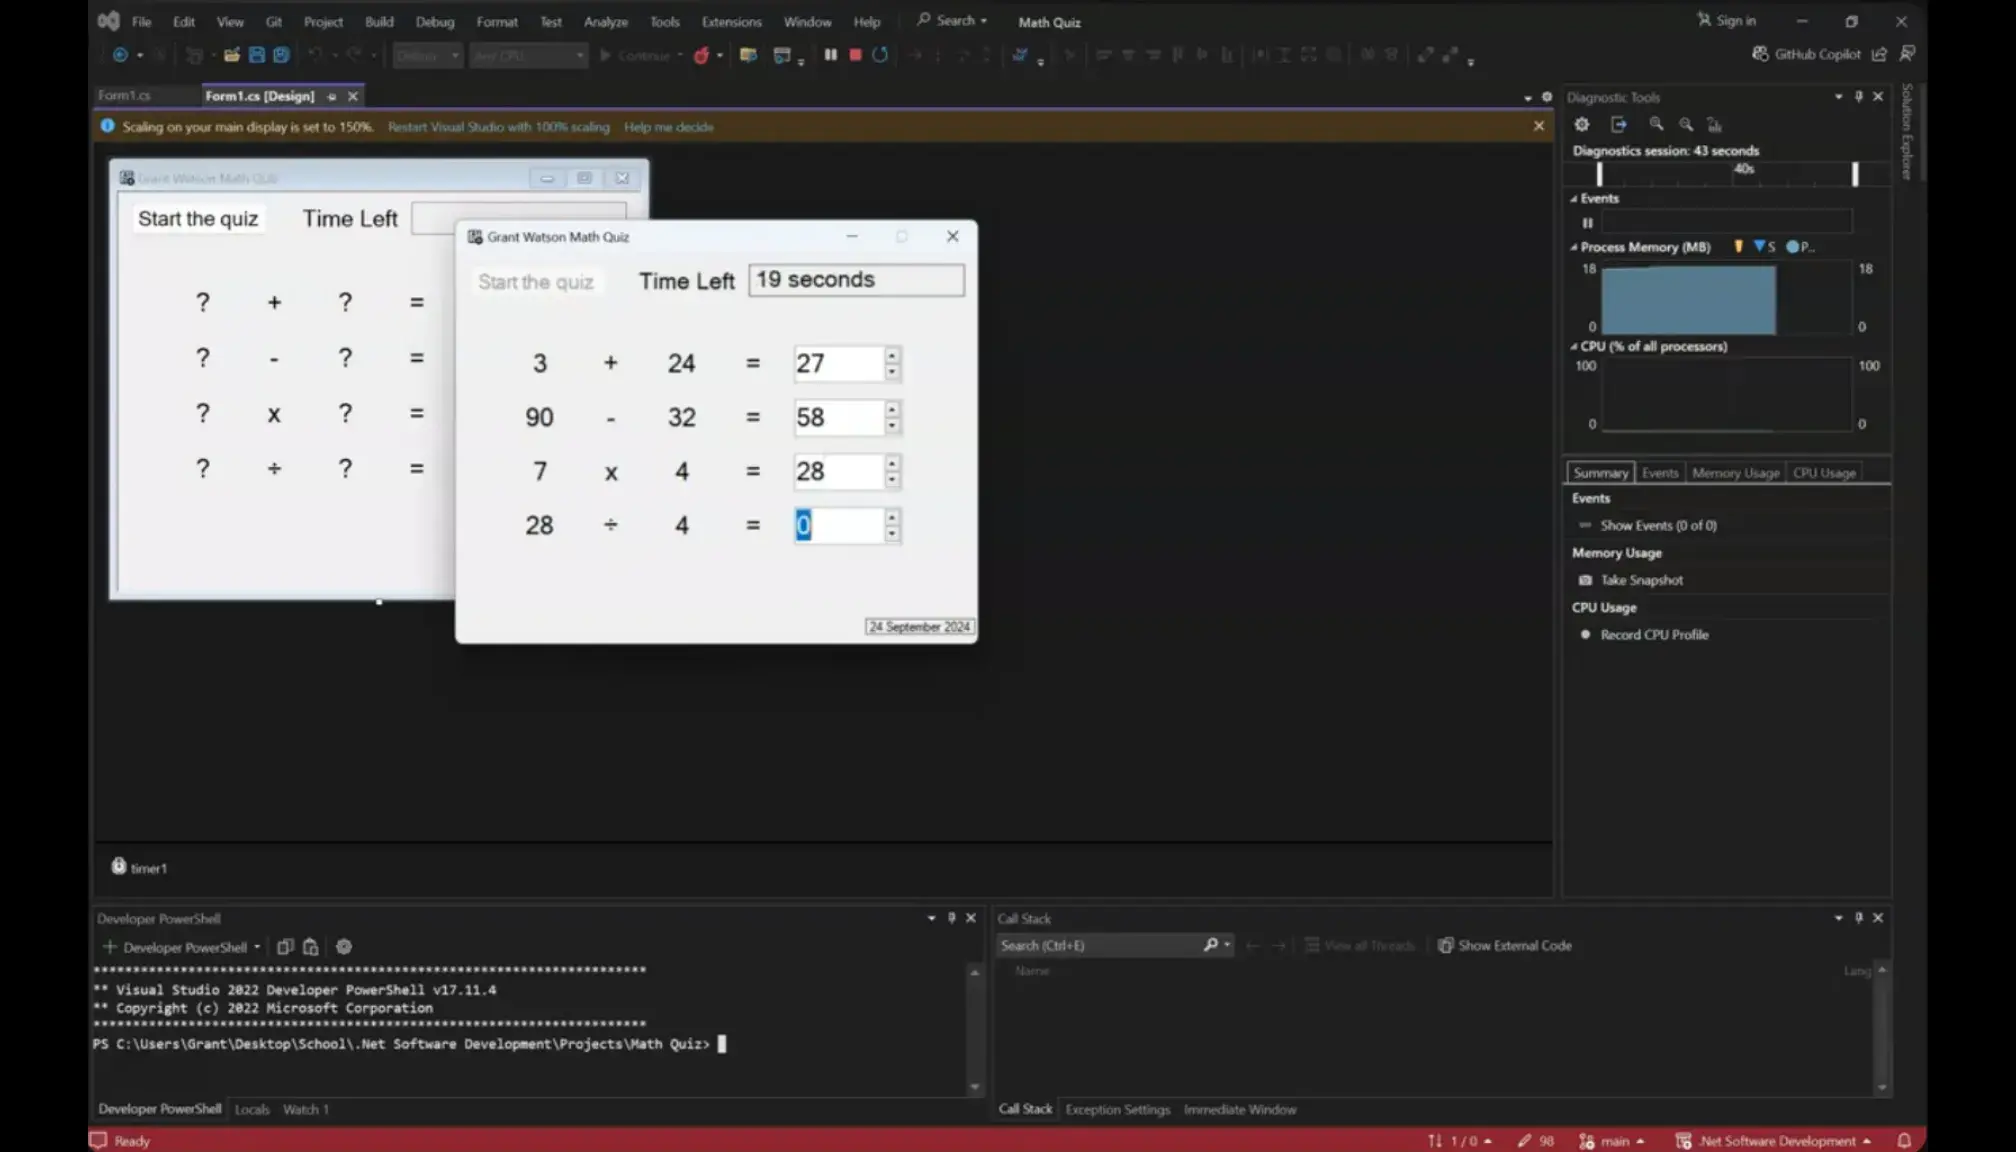 File Edit View Git Project Build Debug Format Test Analyze Tools Extensions Window Help Search Math Quiz Sign in
Continue GitHub Copilot
Form1.cs Form1.cs [Design]
Scaling on your main display is set to 150%. Restart Visual Studio with 100% scaling Help me decide
Grant Watson Math Quiz
Start the quiz Time Left
? + ? =
? - ? =
? x ? =
? ÷ ? =
Grant Watson Math Quiz
Start the quiz Time Left 19 seconds
3 + 24 = 27
90 - 32 = 58
7 x 4 = 28
28 ÷ 4 = 0
24 September 2024
Diagnostic Tools
Diagnostics session: 43 seconds
40s
Events
Process Memory (MB) S P...
18 18
0 0
CPU (% of all processors)
100 100
0 0
Summary Events Memory Usage CPU Usage
Events
Show Events (0 of 0)
Memory Usage
Take Snapshot
CPU Usage
Record CPU Profile
Solution Explorer
timer1
Developer PowerShell
Developer PowerShell
** Visual Studio 2022 Developer PowerShell v17.11.4
** Copyright (c) 2022 Microsoft Corporation
PS C:\Users\Grant\Desktop\School\.Net Software Development\Projects\Math Quiz>
Developer PowerShell Locals Watch 1
Call Stack
Search (Ctrl+E) View all Threads Show External Code
Name Lang
Call Stack Exception Settings Immediate Window
Ready 1 / 0 98 main .Net Software Development